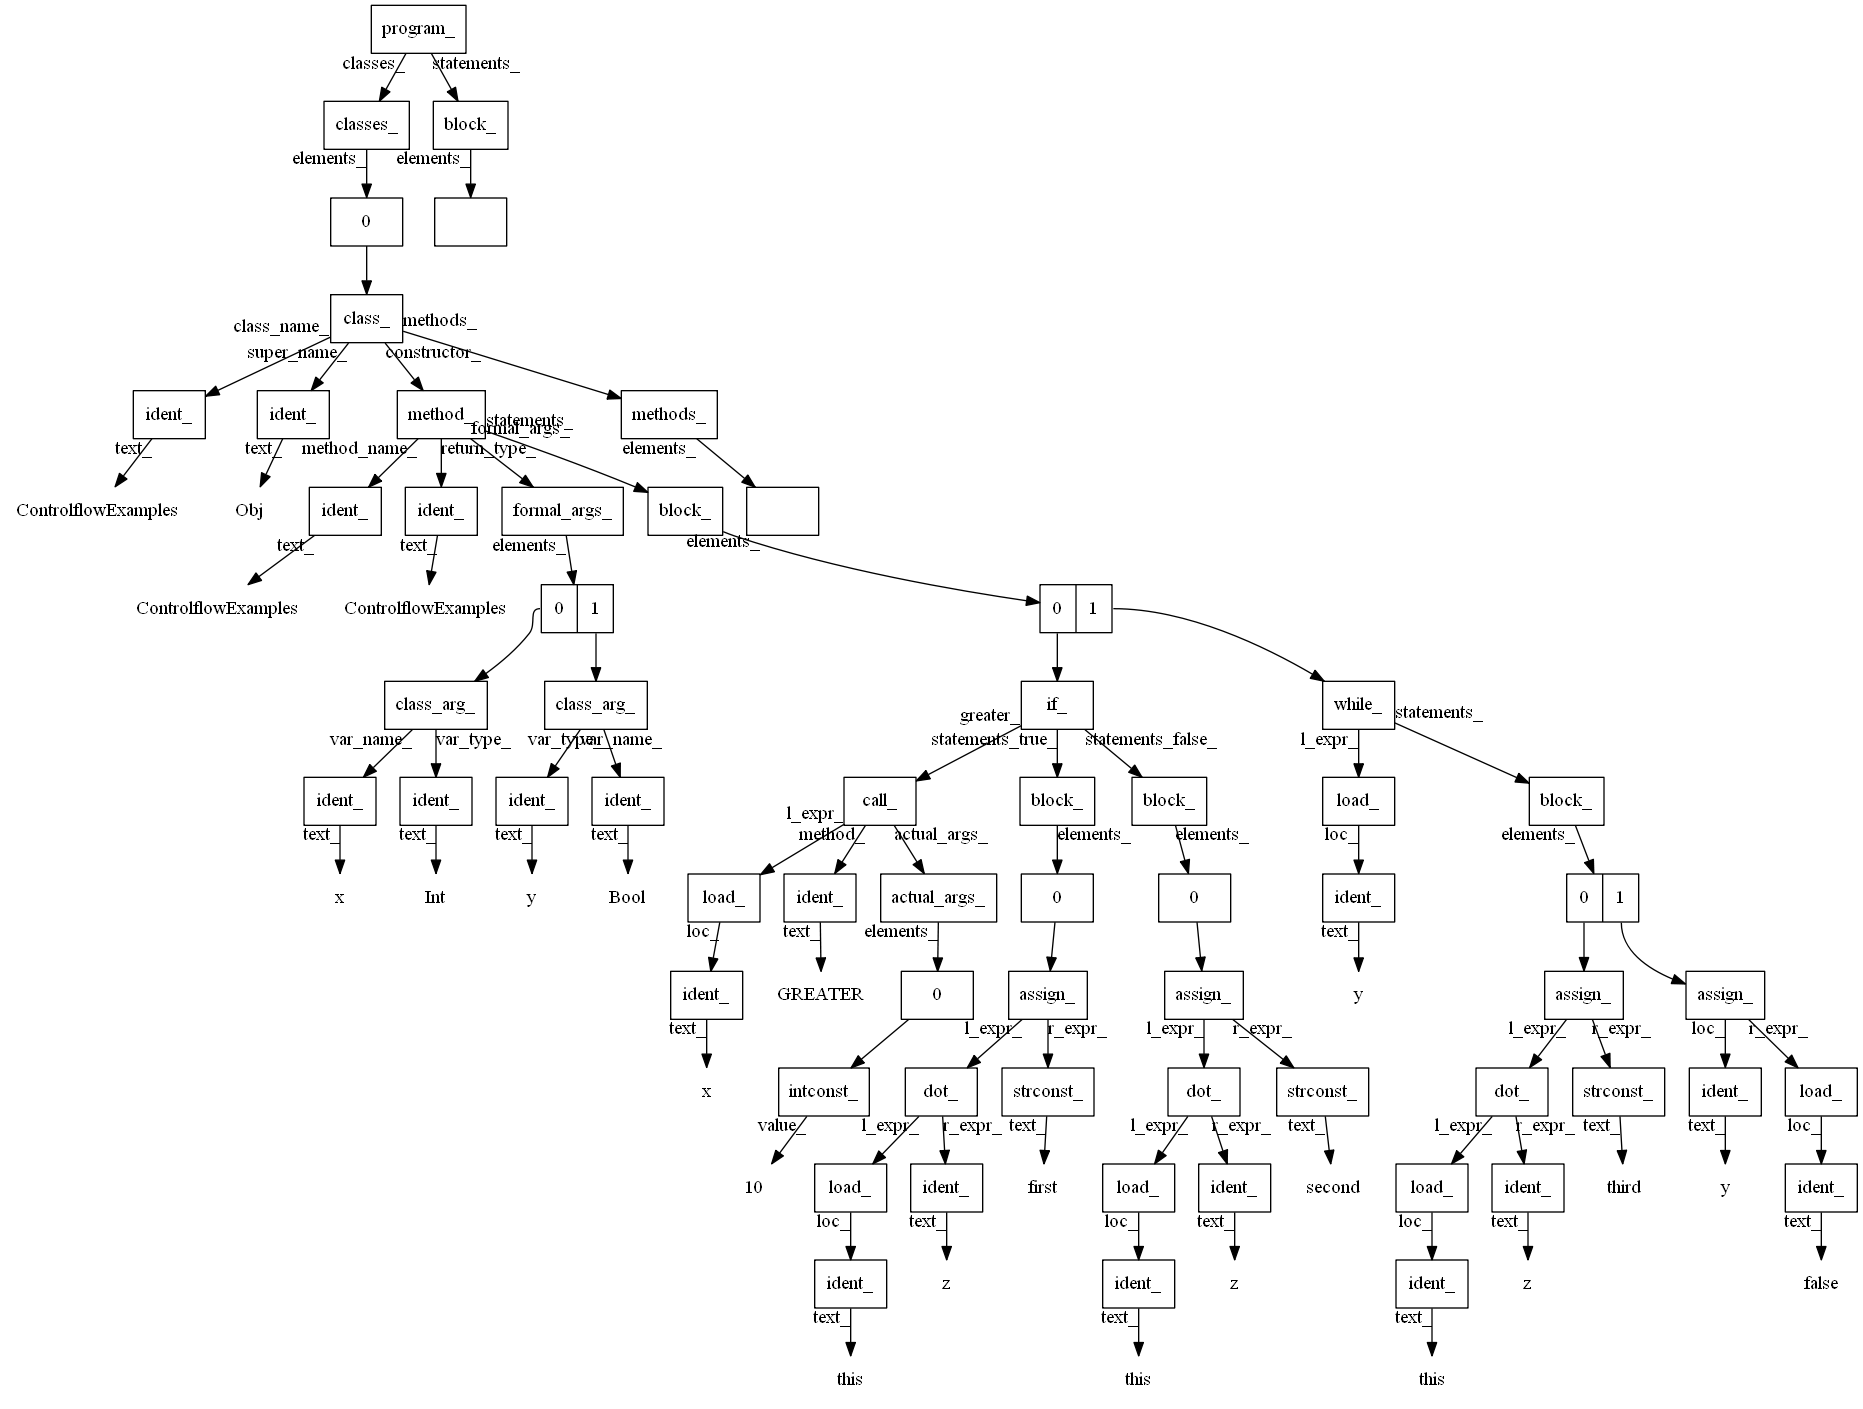 program_
classes_ statements_
classes_ block_
elements_ elements_
0
class_
class_name_ methods_
super_name_ constructor_
ident_ ident_ method_ methods_
statements_
formal_args_
text_ text_ method_name_ return_type_ elements_
ControlflowExamples Obj ident_ ident_ formal_args_ block_
text_ text_ elements_ elements_
ControlflowExamples ControlflowExamples 0 1 0 1
class_arg_ class_arg_ if_ while_
greater_ statements_
var_name_ var_type_ var_type_ var_name_ statements_true_ statements_false_ l_expr_
ident_ ident_ ident_ ident_ call_ block_ block_ load_ block_
l_expr_
text_ text_ text_ text_ method_ actual_args_ elements_ elements_ loc_ elements_
x Int y Bool load_ ident_ actual_args_ 0 0 ident_ 0 1
loc_ text_ elements_ text_
ident_ GREATER 0 assign_ assign_ y assign_ assign_
text_ l_expr_ r_expr_ l_expr_ r_expr_ l_expr_ r_expr_ loc_ r_expr_
x intconst_ dot_ strconst_ dot_ strconst_ dot_ strconst_ ident_ load_
value_ l_expr_ r_expr_ text_ l_expr_ r_expr_ text_ l_expr_ r_expr_ text_ text_ loc_
10 load_ ident_ first load_ ident_ second load_ ident_ third y ident_
loc_ text_ loc_ text_ loc_ text_ text_
ident_ z ident_ z ident_ z false
text_ text_ text_
this this this